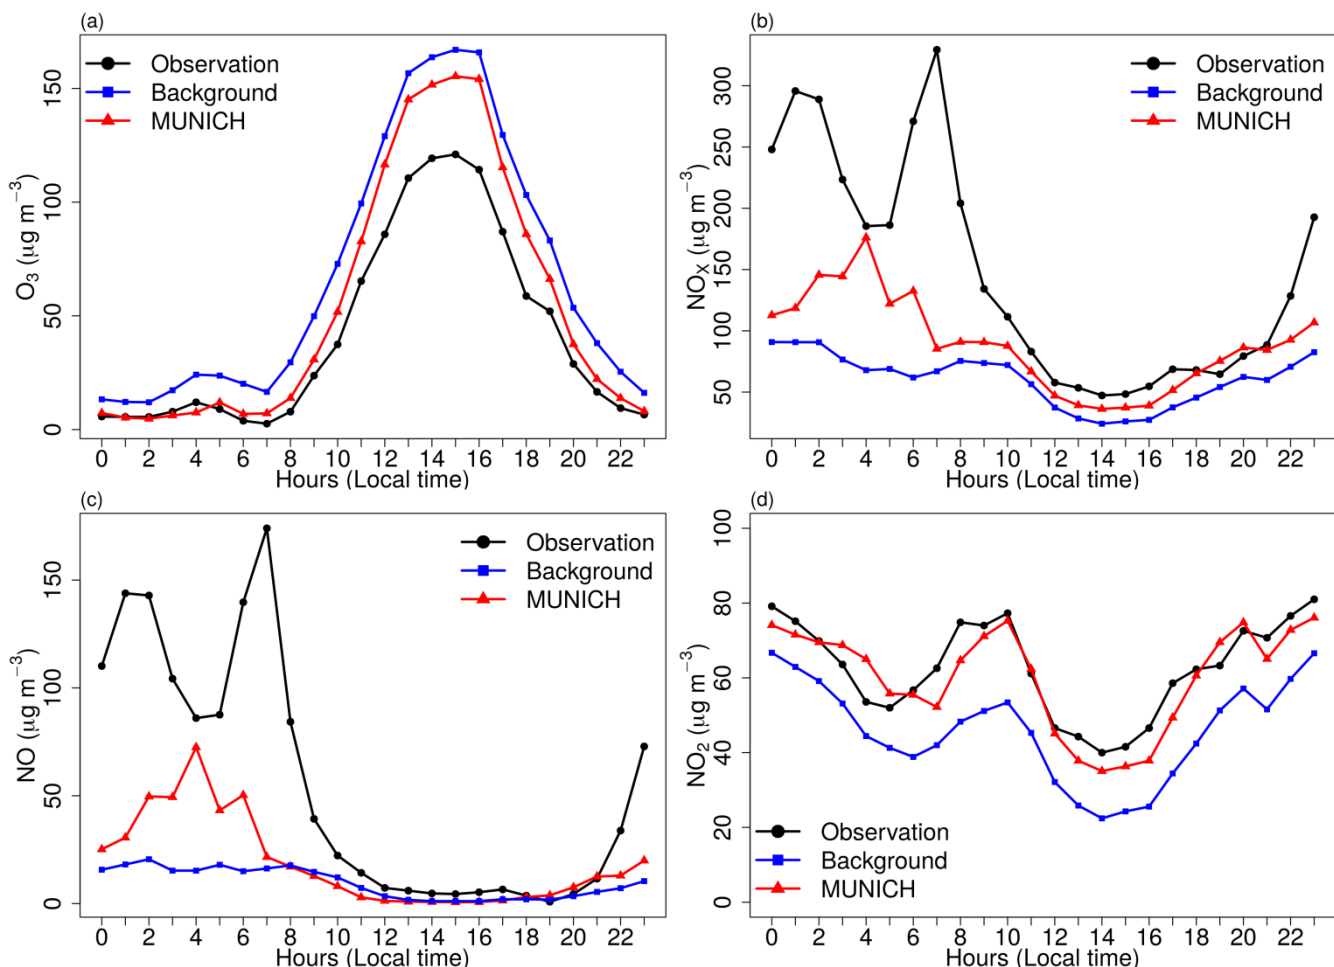 (a)
Observation
Background
MUNICH
O₃ (µg m⁻³)
0 50 100 150
0 2 4 6 8 10 12 14 16 18 20 22
Hours (Local time)
(b)
Observation
Background
MUNICH
NOₓ (µg m⁻³)
50 100 150 200 250 300
0 2 4 6 8 10 12 14 16 18 20 22
Hours (Local time)
(c)
Observation
Background
MUNICH
NO (µg m⁻³)
0 50 100 150
0 2 4 6 8 10 12 14 16 18 20 22
Hours (Local time)
(d)
Observation
Background
MUNICH
NO₂ (µg m⁻³)
0 20 40 60 80 100
0 2 4 6 8 10 12 14 16 18 20 22
Hours (Local time)